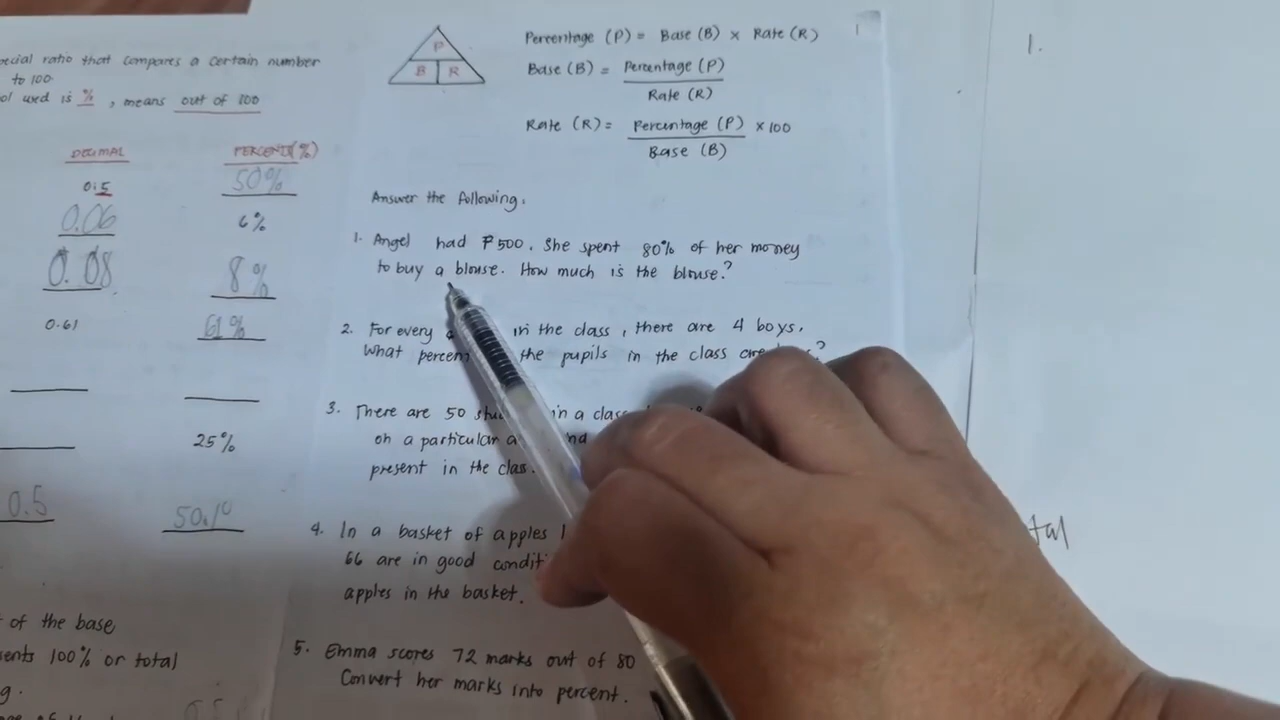 ecial ratio that compares a certain number
to 100.
ol used is %, means out of 100
DECIMAL PERCENT(%)
0.5 50%
0.06 6%
0.08 8%
0.61 61%
25%
0.5 50%
of the base
ents 100% or total
g.
P
B R
Percentage (P) = Base (B) x Rate (R)
Base (B) = Percentage (P)
Rate (R)
Rate (R) = Percentage (P) x 100
Base (B)
Answer the following.
1. Angel had ₱500. She spent 80% of her money
to buy a blouse. How much is the blouse?
2. For every in the class, there are 4 boys.
What percen the pupils in the class are ?
3. There are 50 stu in a clas
on a particular
present in the clas.
4. In a basket of apples
66 are in good conditi
apples in the basket.
5. Emma scores 72 marks out of 80
Convert her marks into percent.
1.
tal